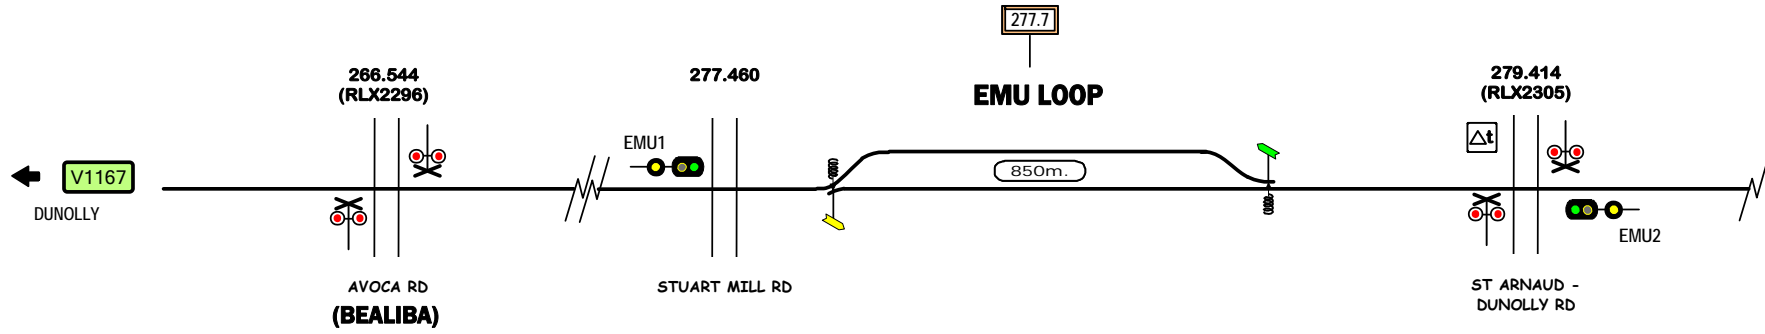 277.7
266.544
(RLX2296)
277.460
EMU LOOP
279.414
(RLX2305)
EMU1
Δt
V1167
850m.
DUNOLLY
EMU2
AVOCA RD
(BEALIBA)
STUART MILL RD
ST ARNAUD -
DUNOLLY RD